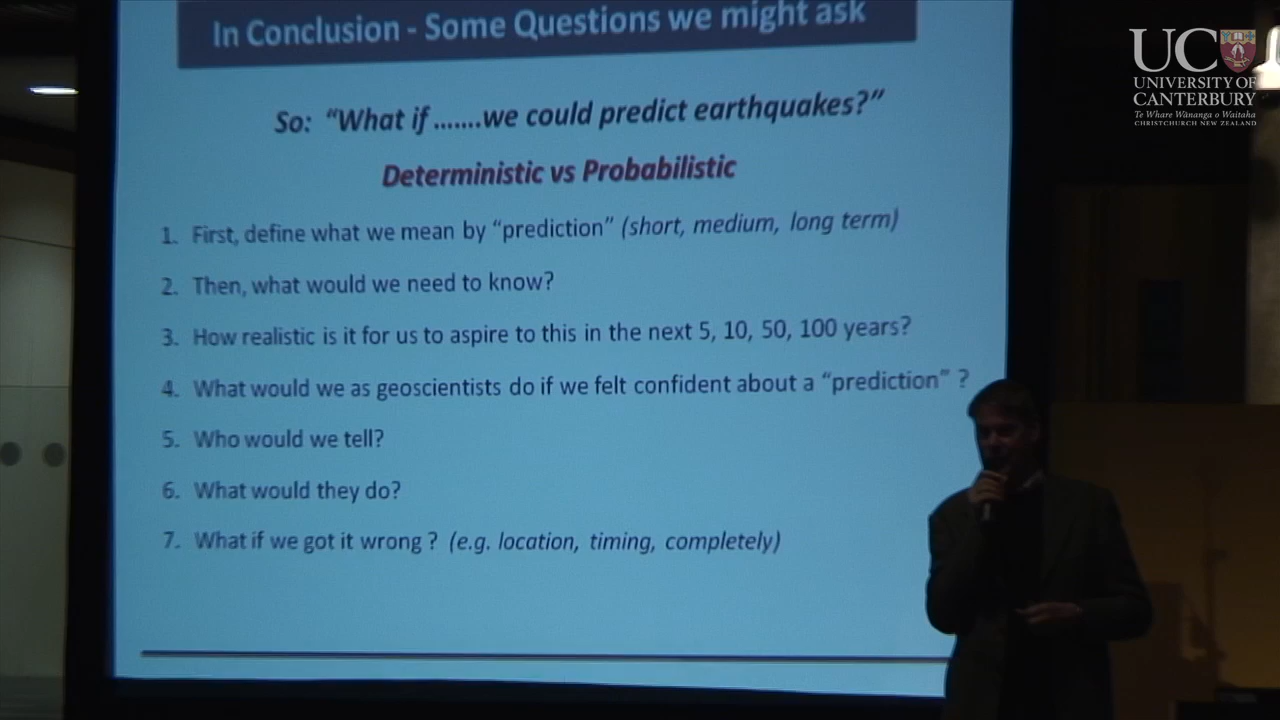 In Conclusion - Some Questions we might ask
So: “What if .......we could predict earthquakes?”
Deterministic vs Probabilistic
1. First, define what we mean by “prediction” (short, medium, long term)
2. Then, what would we need to know?
3. How realistic is it for us to aspire to this in the next 5, 10, 50, 100 years?
4. What would we as geoscientists do if we felt confident about a “prediction” ?
5. Who would we tell?
6. What would they do?
7. What if we got it wrong ? (e.g. location, timing, completely)
UC
UNIVERSITY OF
CANTERBURY
Te Whare Wānanga o Waitaha
CHRISTCHURCH NEW ZEALAND